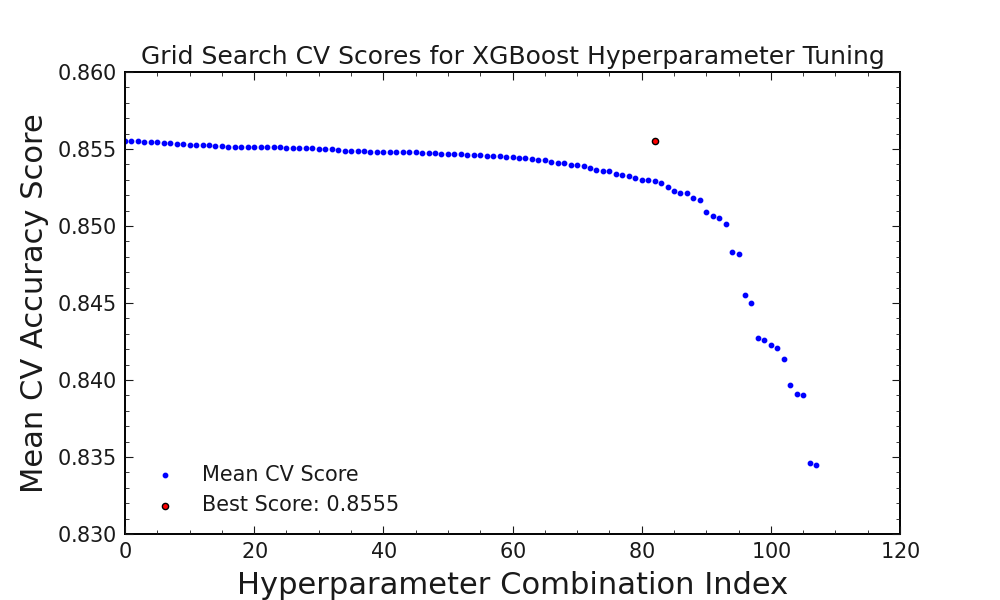 Grid Search CV Scores for XGBoost Hyperparameter Tuning
0.860
0.855
0.850
0.845
0.840
0.835
0.830
Mean CV Accuracy Score
Mean CV Score
Best Score: 0.8555
0 20 40 60 80 100 120
Hyperparameter Combination Index